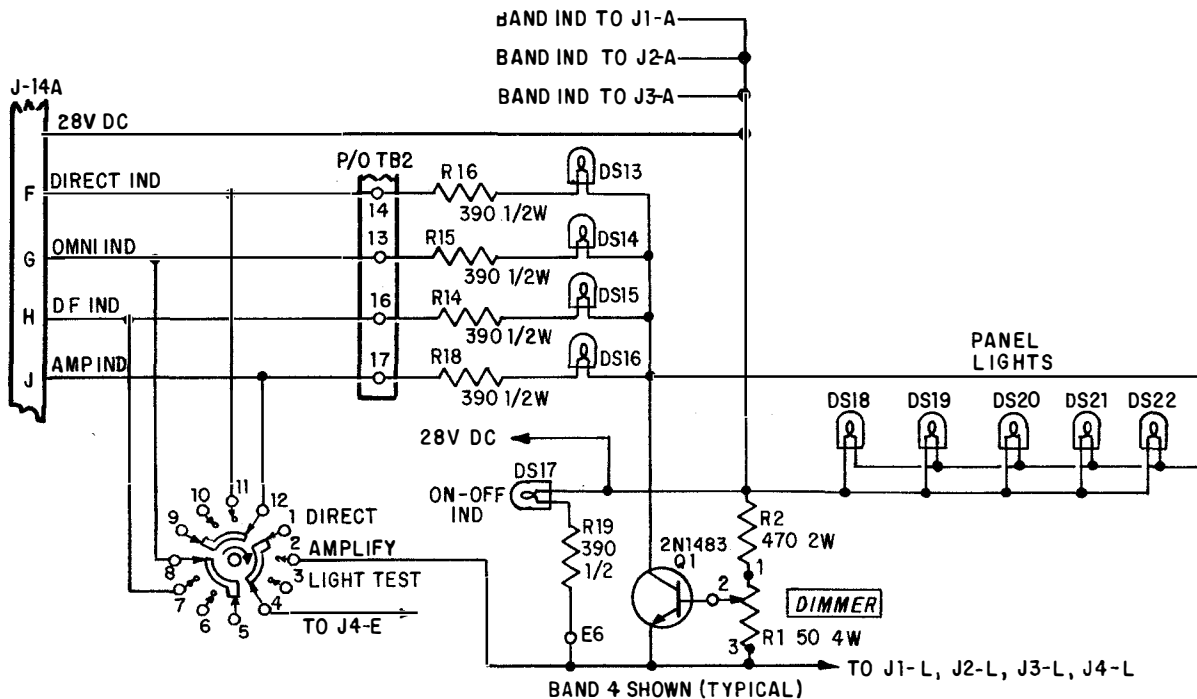 BAND IND TO J1-A
BAND IND TO J2-A
BAND IND TO J3-A
J-14A
28V DC
P/O TB2
F DIRECT IND
14
R16
390 1/2W
DS13
G OMNI IND
13
R15
390 1/2W
DS14
H DF IND
16
R14
390 1/2W
DS15
J AMP IND
17
R18
390 1/2W
DS16
PANEL
LIGHTS
DS18 DS19 DS20 DS21 DS22
28V DC
DS17
ON-OFF
IND
R19
390
1/2
2N1483
Q1
R2
470 2W
1
2
DIMMER
R1 50 4W
3
10
11
12
9
1
DIRECT
2
AMPLIFY
8
3
LIGHT TEST
7
4
6
5
TO J4-E
E6
TO J1-L, J2-L, J3-L, J4-L
BAND 4 SHOWN (TYPICAL)